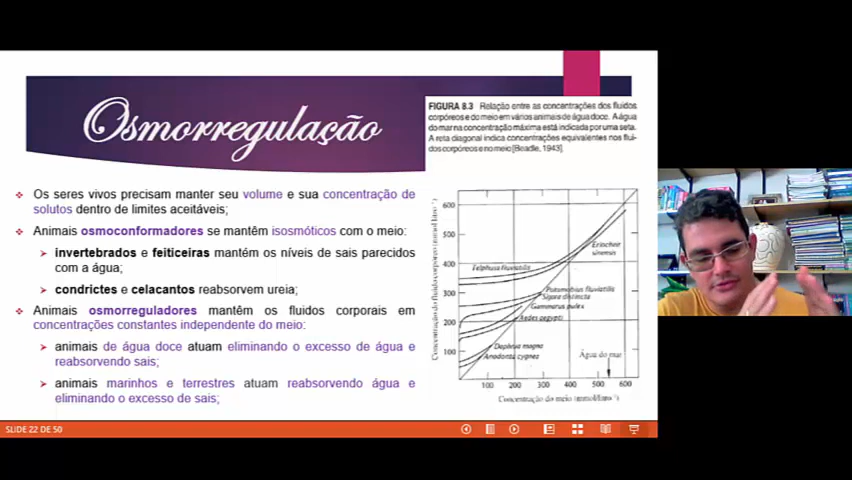 Osmorregulação
FIGURA 8.3 Relação entre as concentrações dos fluidos
corpóreos e do meio em vários animais de água doce. A água
do mar na concentração máxima está indicada por uma seta.
A reta diagonal indica concentrações equivalentes nos flui-
dos corpóreos e no meio [Beadle, 1943].
Os seres vivos precisam manter seu volume e sua concentração de
solutos dentro de limites aceitáveis;
Animais osmoconformadores se mantêm isosmóticos com o meio:
invertebrados e feiticeiras mantém os níveis de sais parecidos
com a água;
condrictes e celacantos reabsorvem ureia;
Animais osmorreguladores mantêm os fluidos corporais em
concentrações constantes independente do meio:
animais de água doce atuam eliminando o excesso de água e
reabsorvendo sais;
animais marinhos e terrestres atuam reabsorvendo água e
eliminando o excesso de sais;
Concentração do fluidos corpóreos
600
500
400
300
200
100
Eriocheir
sinensis
Telphusa fluviatilis
Potamobius fluviatilis
Sigara distincta
Gammarus pulex
Aedes aegypti
Daphnia magna
Anodonta cygnea
Água do mar
100 200 300 400 500 600
Concentração do meio
SLIDE 22 DE 50